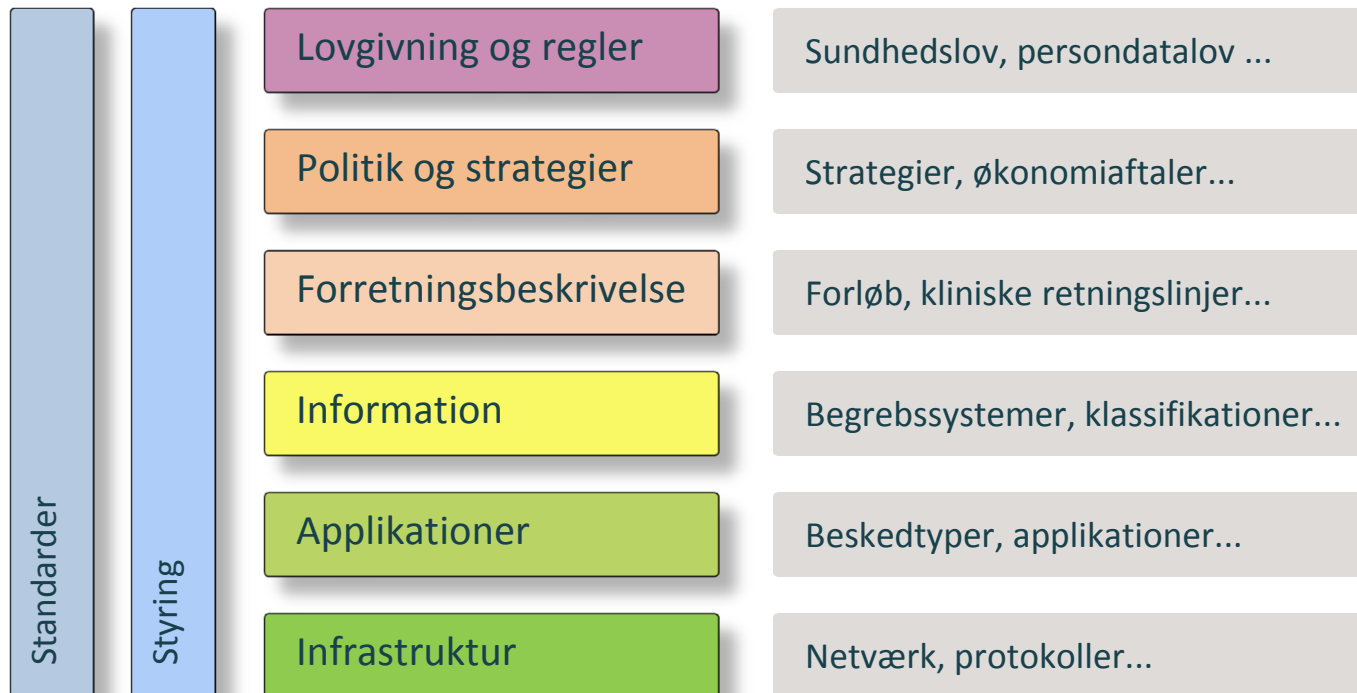 Lovgivning og regler
Sundhedslov, persondatalov ...
Politik og strategier
Strategier, økonomiaftaler...
Forretningsbeskrivelse
Forløb, kliniske retningslinjer...
Information
Begrebssystemer, klassifikationer...
Applikationer
Beskedtyper, applikationer...
Infrastruktur
Netværk, protokoller...
Standarder
Styring